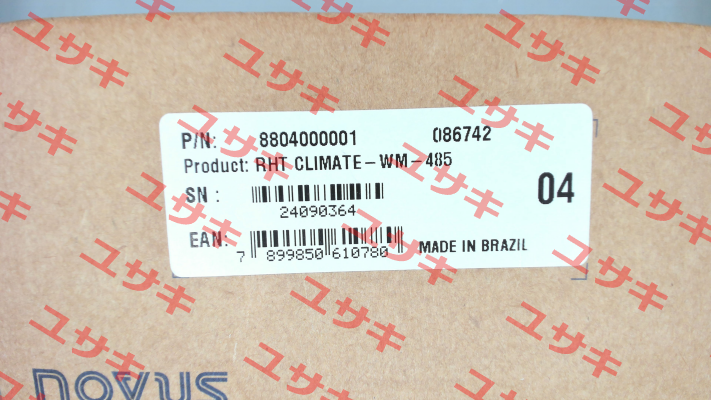 P/N: 8804000001 086742
Product: RHT CLIMATE-WM-485
SN : 24090364
04
EAN: 7 899850 610780
MADE IN BRAZIL
novus
ユサキ